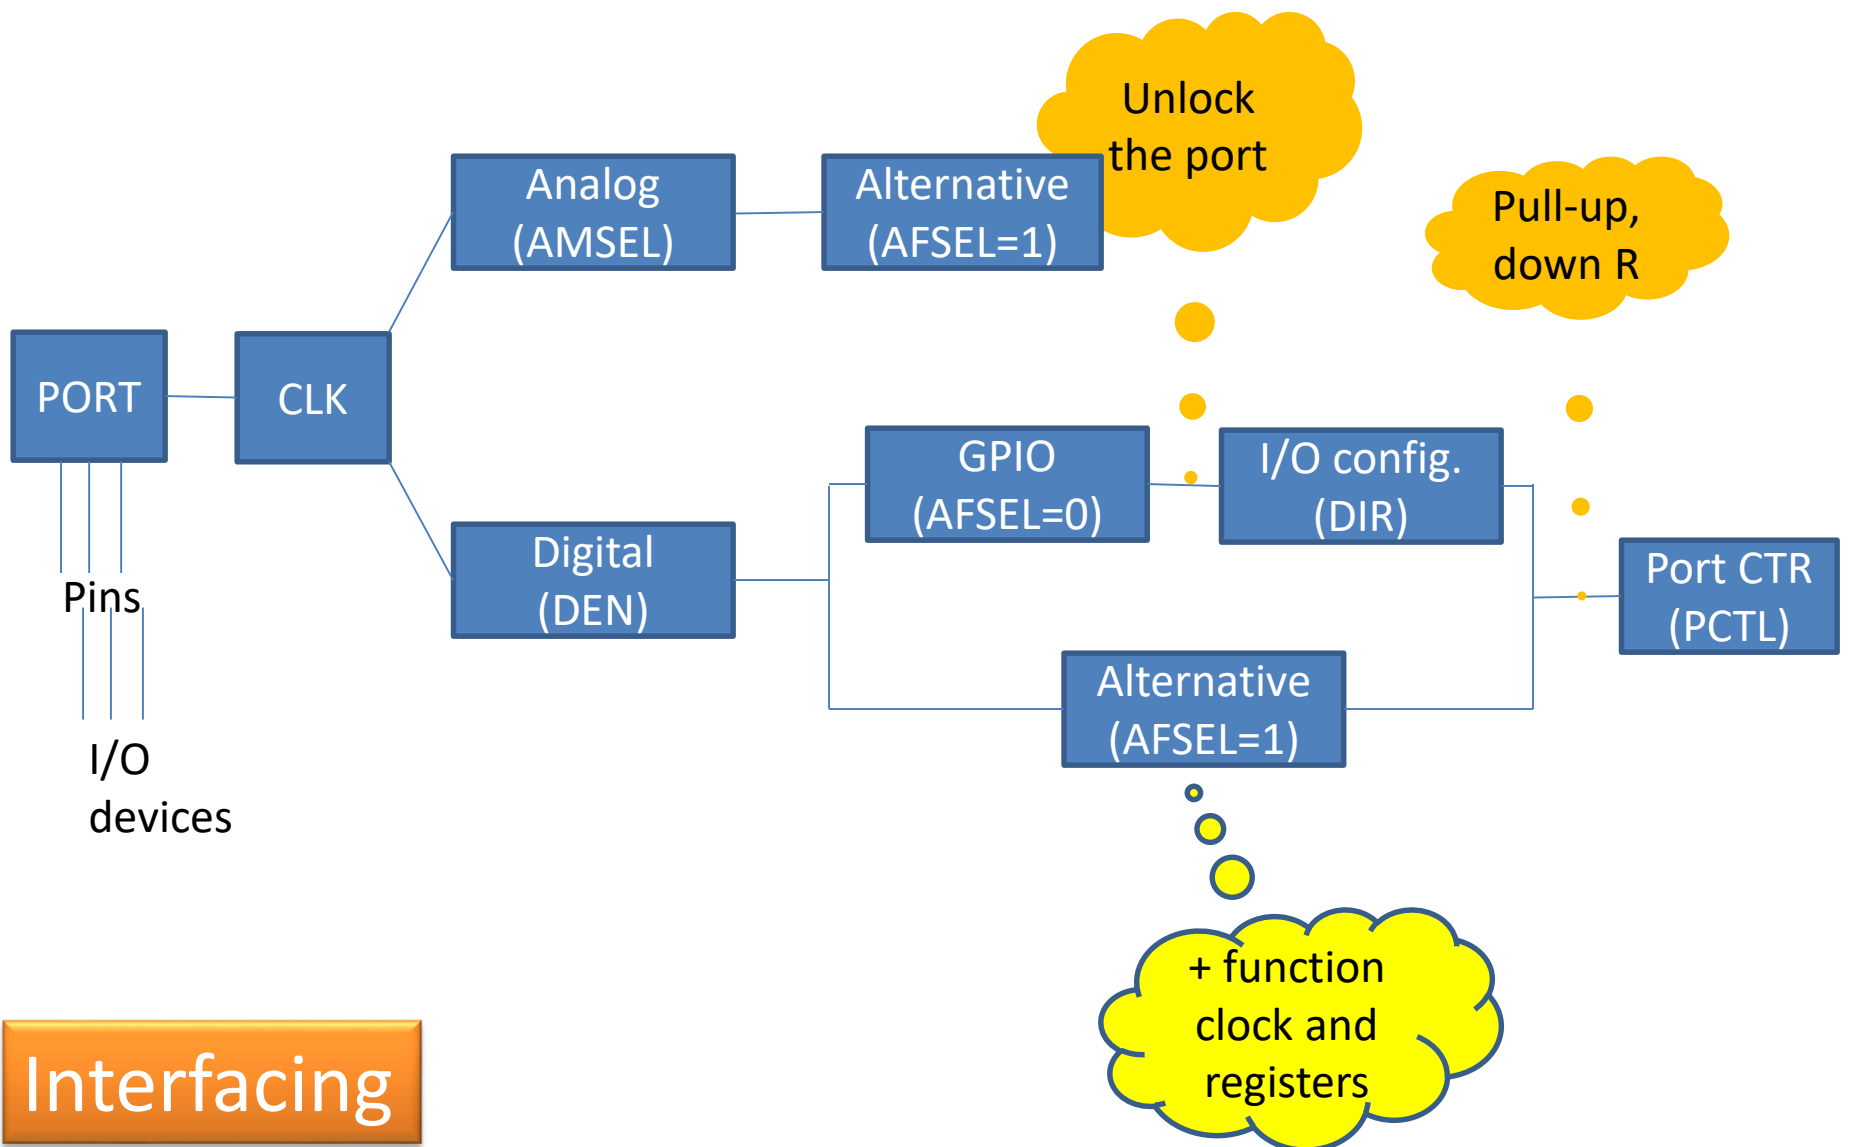 Unlock
the port
Analog
(AMSEL)
Alternative
(AFSEL=1)
Pull-up,
down R
PORT
CLK
GPIO
(AFSEL=0)
I/O config.
(DIR)
Digital
(DEN)
Port CTR
(PCTL)
Pins
Alternative
(AFSEL=1)
I/O
devices
+ function
clock and
registers
Interfacing